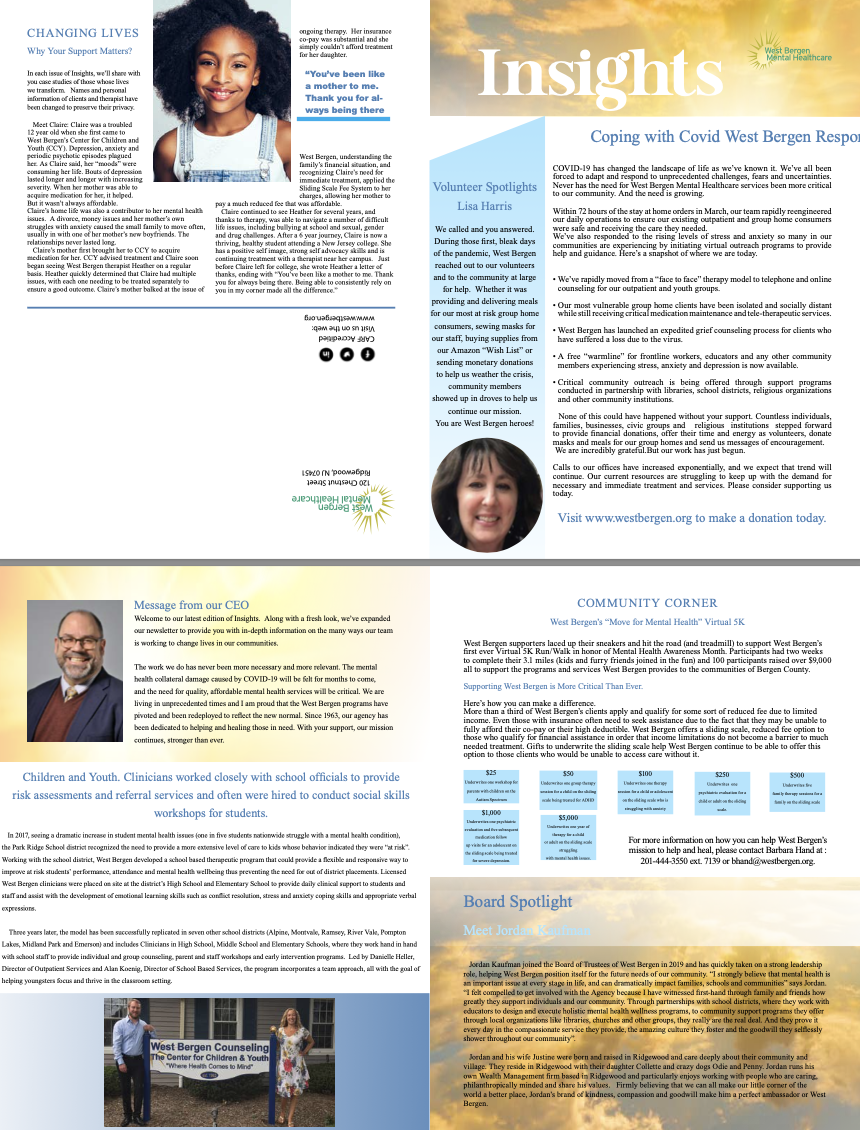 CHANGING LIVES
Why Your Support Matters?
In each issue of Insights, we'll share with
you case studies of those whose lives
we transform. Names and personal
information of clients and therapist have
been changed to preserve their privacy.
Meet Claire: Claire was a troubled
12 year old when she first came to
West Bergen's Center for Children and
Youth (CCY). Depression, anxiety and
periodic psychotic episodes plagued
her. As Claire said, her "moods" were
consuming her life. Bouts of depression
lasted longer and longer with increasing
severity. When her mother was able to
acquire medication for her, it helped.
But it wasn't always affordable.
Claire's home life was also a contributor to her mental health
issues. A divorce, money issues and her mother's own
struggles with anxiety caused the small family to move often,
usually in with one of her mother's new boyfriends. The
relationships never lasted long.
Claire's mother first brought her to CCY to acquire
medication for her. CCY advised treatment and Claire soon
began seeing West Bergen therapist Heather on a regular
basis. Heather quickly determined that Claire had multiple
issues, with each one needing to be treated separately to
ensure a good outcome. Claire's mother balked at the issue of
ongoing therapy. Her insurance
co-pay was substantial and she
simply couldn't afford treatment
for her daughter.
"You've been like
a mother to me.
Thank you for al-
ways being there
West Bergen, understanding the
family's financial situation, and
recognizing Claire's need for
immediate treatment, applied the
Sliding Scale Fee System to her
charges, allowing her mother to
pay a much reduced fee that was affordable.
Claire continued to see Heather for several years, and
thanks to therapy, was able to navigate a number of difficult
life issues, including bullying at school and sexual, gender
and drug challenges. After a 6 year journey, Claire is now a
thriving, healthy student attending a New Jersey college. She
has a positive self image, strong advocacy skills and is
continuing treatment with a therapist near her campus. Just
before Claire left for college, she wrote Heather a letter of
thanks, ending with "You've been like a mother to me. Thank
you for always being there. Being able to consistently rely on
you in my corner made all the difference."
West Bergen
Mental Healthcare
120 Chestnut Street
Ridgewood, NJ 07451
CARF Accredited
Visit us on the web:
www.westbergen.org
Insights
West Bergen
Mental Healthcare
Coping with Covid West Bergen Respon
Volunteer Spotlights
Lisa Harris
We called and you answered.
During those first, bleak days
of the pandemic, West Bergen
reached out to our volunteers
and to the community at large
for help. Whether it was
providing and delivering meals
for our most at risk group home
consumers, sewing masks for
our staff, buying supplies from
our Amazon "Wish List" or
sending monetary donations
to help us weather the crisis,
community members
showed up in droves to help us
continue our mission.
You are West Bergen heroes!
COVID-19 has changed the landscape of life as we've known it. We've all been
forced to adapt and respond to unprecedented challenges, fears and uncertainties.
Never has the need for West Bergen Mental Healthcare services been more critical
to our community. And the need is growing.
Within 72 hours of the stay at home orders in March, our team rapidly reengineered
our daily operations to ensure our existing outpatient and group home consumers
were safe and receiving the care they needed.
We've also responded to the rising levels of stress and anxiety so many in our
communities are experiencing by initiating virtual outreach programs to provide
help and guidance. Here's a snapshot of where we are today.
• We've rapidly moved from a "face to face" therapy model to telephone and online
counseling for our outpatient and youth groups.
• Our most vulnerable group home clients have been isolated and socially distant
while still receiving critical medication maintenance and tele-therapeutic services.
• West Bergen has launched an expedited grief counseling process for clients who
have suffered a loss due to the virus.
• A free "warmline" for frontline workers, educators and any other community
members experiencing stress, anxiety and depression is now available.
• Critical community outreach is being offered through support programs
conducted in partnership with libraries, school districts, religious organizations
and other community institutions.
None of this could have happened without your support. Countless individuals,
families, businesses, civic groups and religious institutions stepped forward
to provide financial donations, offer their time and energy as volunteers, donate
masks and meals for our group homes and send us messages of encouragement.
We are incredibly grateful.But our work has just begun.
Calls to our offices have increased exponentially, and we expect that trend will
continue. Our current resources are struggling to keep up with the demand for
necessary and immediate treatment and services. Please consider supporting us
today.
Visit www.westbergen.org to make a donation today.
Message from our CEO
Welcome to our latest edition of Insights. Along with a fresh look, we've expanded
our newsletter to provide you with in-depth information on the many ways our team
is working to change lives in our communities.
The work we do has never been more necessary and more relevant. The mental
health collateral damage caused by COVID-19 will be felt for months to come,
and the need for quality, affordable mental health services will be critical. We are
living in unprecedented times and I am proud that the West Bergen programs have
pivoted and been redeployed to reflect the new normal. Since 1963, our agency has
been dedicated to helping and healing those in need. With your support, our mission
continues, stronger than ever.
Children and Youth. Clinicians worked closely with school officials to provide
risk assessments and referral services and often were hired to conduct social skills
workshops for students.
In 2017, seeing a dramatic increase in student mental health issues (one in five students nationwide struggle with a mental health condition),
the Park Ridge School district recognized the need to provide a more extensive level of care to kids whose behavior indicated they were "at risk".
Working with the school district, West Bergen developed a school based therapeutic program that could provide a flexible and responsive way to
improve at risk students' performance, attendance and mental health wellbeing thus preventing the need for out of district placements. Licensed
West Bergen clinicians were placed on site at the district's High School and Elementary School to provide daily clinical support to students and
staff and assist with the development of emotional learning skills such as conflict resolution, stress and anxiety coping skills and appropriate verbal
expressions.
Three years later, the model has been successfully replicated in seven other school districts (Alpine, Montvale, Ramsey, River Vale, Pompton
Lakes, Midland Park and Emerson) and includes Clinicians in High School, Middle School and Elementary Schools, where they work hand in hand
with school staff to provide individual and group counseling, parent and staff workshops and early intervention programs. Led by Danielle Heller,
Director of Outpatient Services and Alan Koenig, Director of School Based Services, the program incorporates a team approach, all with the goal of
helping youngsters focus and thrive in the classroom setting.
West Bergen Counseling
The Center for Children & Youth
"Where Health Comes to Mind"
COMMUNITY CORNER
West Bergen's "Move for Mental Health" Virtual 5K
West Bergen supporters laced up their sneakers and hit the road (and treadmill) to support West Bergen's
first ever Virtual 5K Run/Walk in honor of Mental Health Awareness Month. Participants had two weeks
to complete their 3.1 miles (kids and furry friends joined in the fun) and 100 participants raised over $9,000
all to support the programs and services West Bergen provides to the communities of Bergen County.
Supporting West Bergen is More Critical Than Ever.
Here's how you can make a difference.
More than a third of West Bergen's clients apply and qualify for some sort of reduced fee due to limited
income. Even those with insurance often need to seek assistance due to the fact that they may be unable to
fully afford their co-pay or their high deductible. West Bergen offers a sliding scale, reduced fee option to
those who qualify for financial assistance in order that income limitations do not become a barrier to much
needed treatment. Gifts to underwrite the sliding scale help West Bergen continue to be able to offer this
option to those clients who would be unable to access care without it.
$25
Underwrites one workshop for
parents with children on the
Autism Spectrum
$50
Underwrites one group therapy
session for a child on the sliding
scale being treated for ADHD
$100
Underwrites one therapy
session for a child or adult
on the sliding scale who is
struggling with anxiety
$250
Underwrites one
psychiatric evaluation for a
child or adult on the sliding
scale.
$500
Underwrites five
family therapy sessions for a
family on the sliding scale
$1,000
Underwrites one psychiatric
evaluation and five subsequent
medication follow
up visits for an adolescent on
the sliding scale being treated
for severe depression
$5,000
Underwrites one year of
therapy for a child
or adult on the sliding scale
struggling
with mental health issues.
For more information on how you can help West Bergen's
mission to help and heal, please contact Barbara Hand at :
201-444-3550 ext. 7139 or bhand@westbergen.org.
Board Spotlight
Meet Jordan Kaufman
Jordan Kaufman joined the Board of Trustees of West Bergen in 2019 and has quickly taken on a strong leadership
role, helping West Bergen position itself for the future needs of our community. "I strongly believe that mental health is
an important issue at every stage in life, and can dramatically impact families, schools and communities" says Jordan.
"I felt compelled to get involved with the Agency because I have witnessed first-hand through family and friends how
greatly they support individuals and our community. Through partnerships with school districts, where they work with
educators to design and execute holistic mental health wellness programs, to community support programs they offer
through local organizations like libraries, churches and other groups, they really are the real deal. And they prove it
every day in the compassionate service they provide, the amazing culture they foster and the goodwill they selflessly
shower throughout our community".
Jordan and his wife Justine were born and raised in Ridgewood and care deeply about their community and
village. They reside in Ridgewood with their daughter Collette and crazy dogs Odie and Penny. Jordan runs his
own Wealth Management firm based in Ridgewood and particularly enjoys working with people who are caring,
philanthropically minded and share his values. Firmly believing that we can all make our little corner of the
world a better place, Jordan's brand of kindness, compassion and goodwill make him a perfect ambassador or West
Bergen.